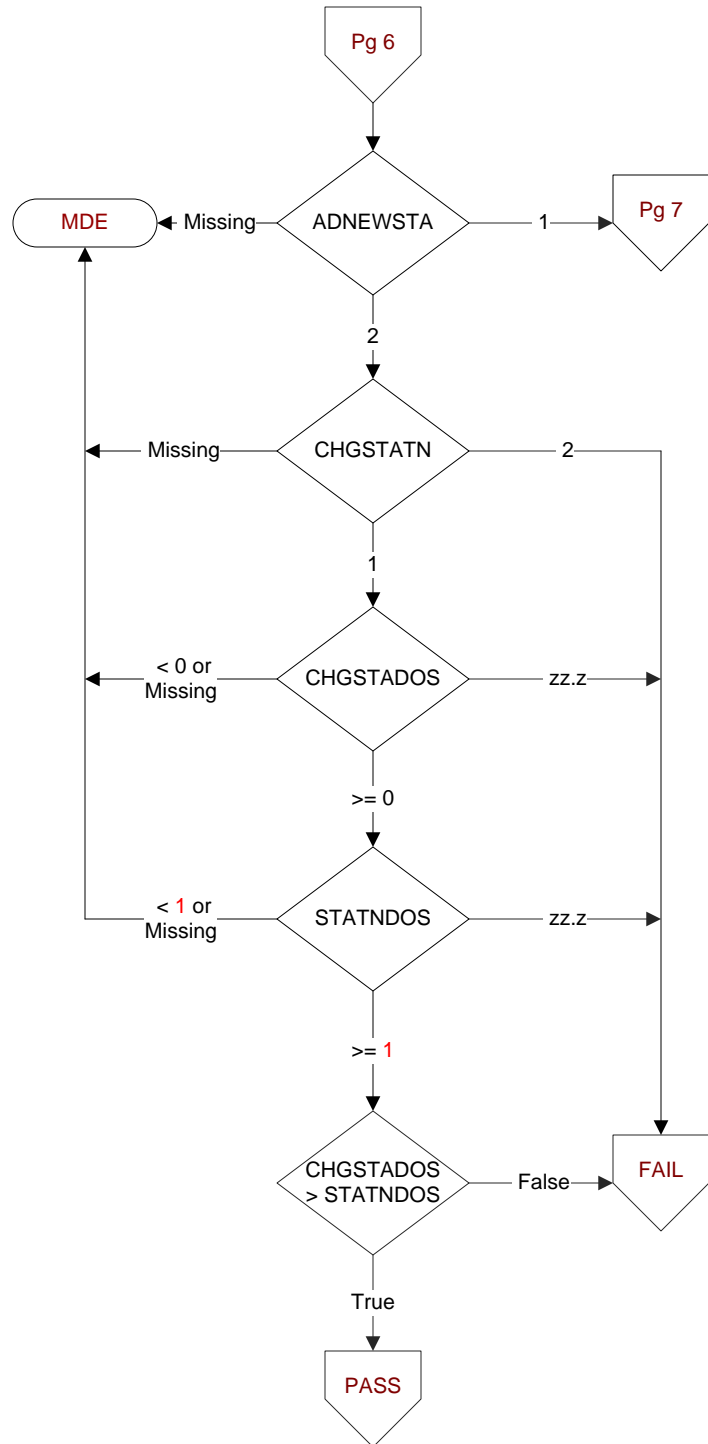 Pg 6
MDE
Missing
ADNEWSTA
1
Pg 7
2
Missing
CHGSTATN
2
1
< 0 or
Missing
CHGSTADOS
zz.z
>= 0
< 1 or
Missing
STATNDOS
zz.z
>= 1
CHGSTADOS
> STATNDOS
False
FAIL
True
PASS